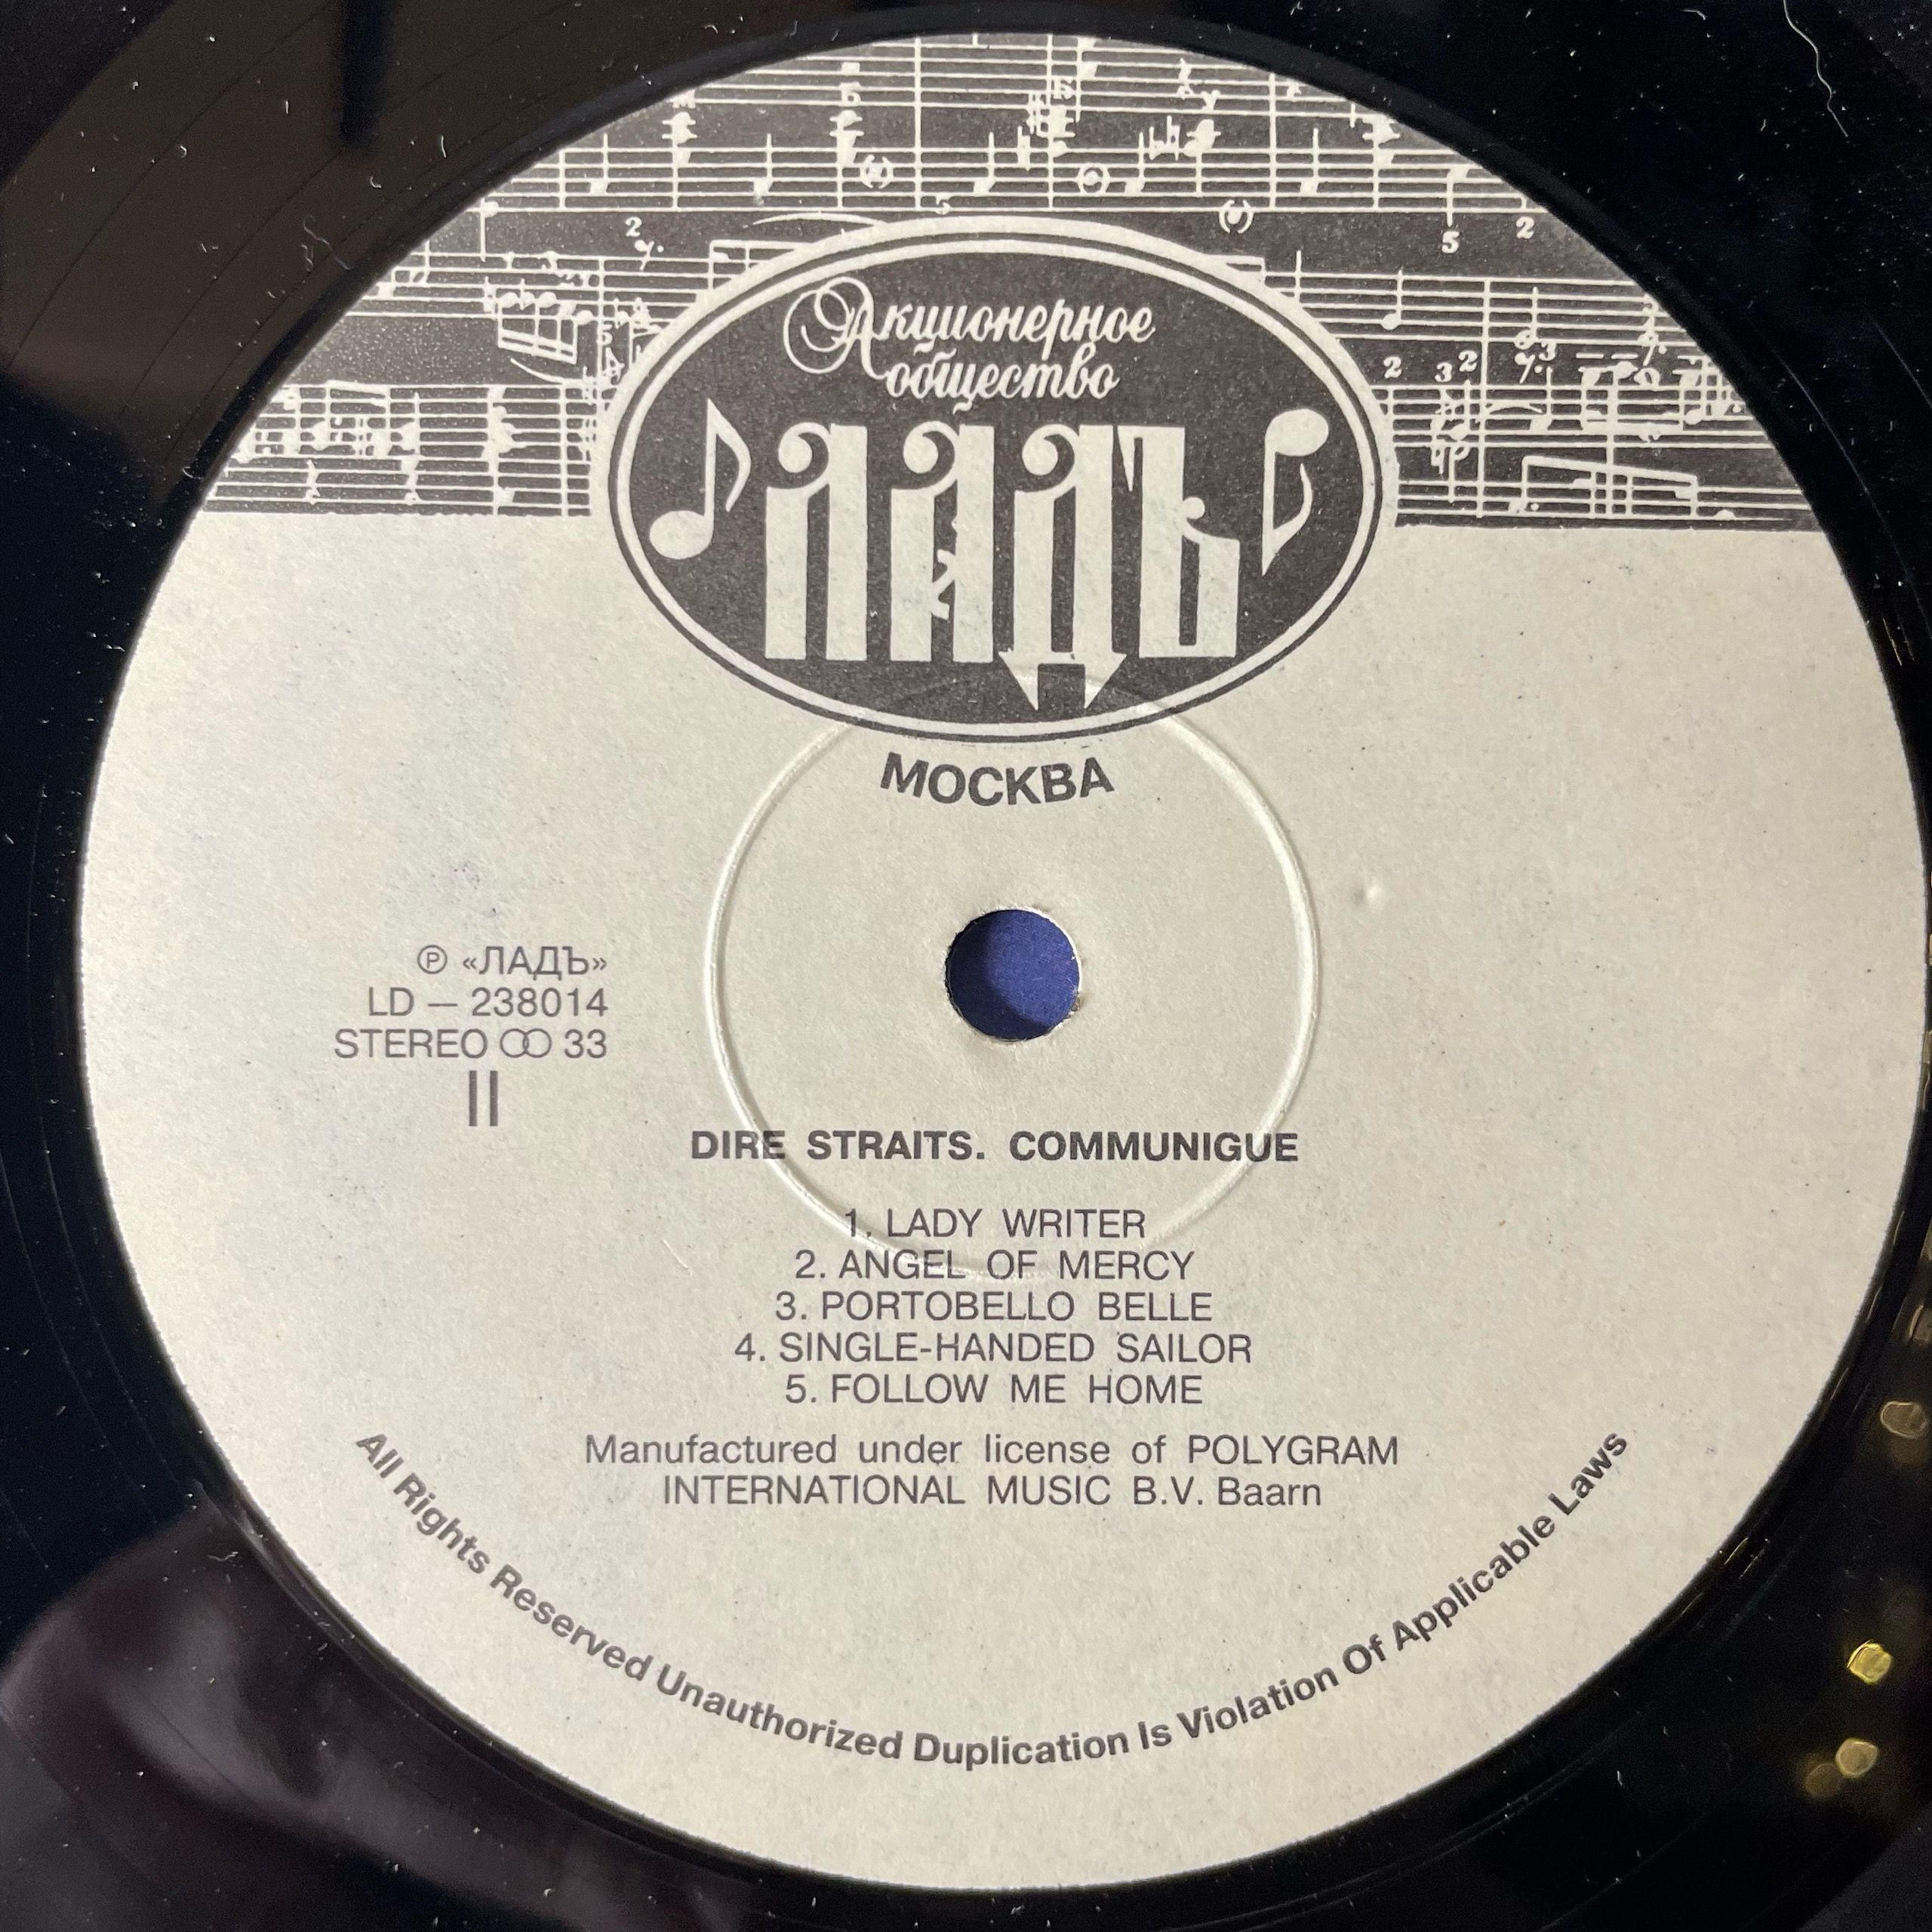 Акционерное
общество
ЛАДЪ
МОСКВА
℗ «ЛАДЪ»
LD — 238014
STEREO ꝏ 33
II
DIRE STRAITS. COMMUNIGUE
1. LADY WRITER
2. ANGEL OF MERCY
3. PORTOBELLO BELLE
4. SINGLE-HANDED SAILOR
5. FOLLOW ME HOME
Manufactured under license of POLYGRAM
INTERNATIONAL MUSIC B.V. Baarn
All Rights Reserved Unauthorized Duplication Is Violation Of Applicable Laws